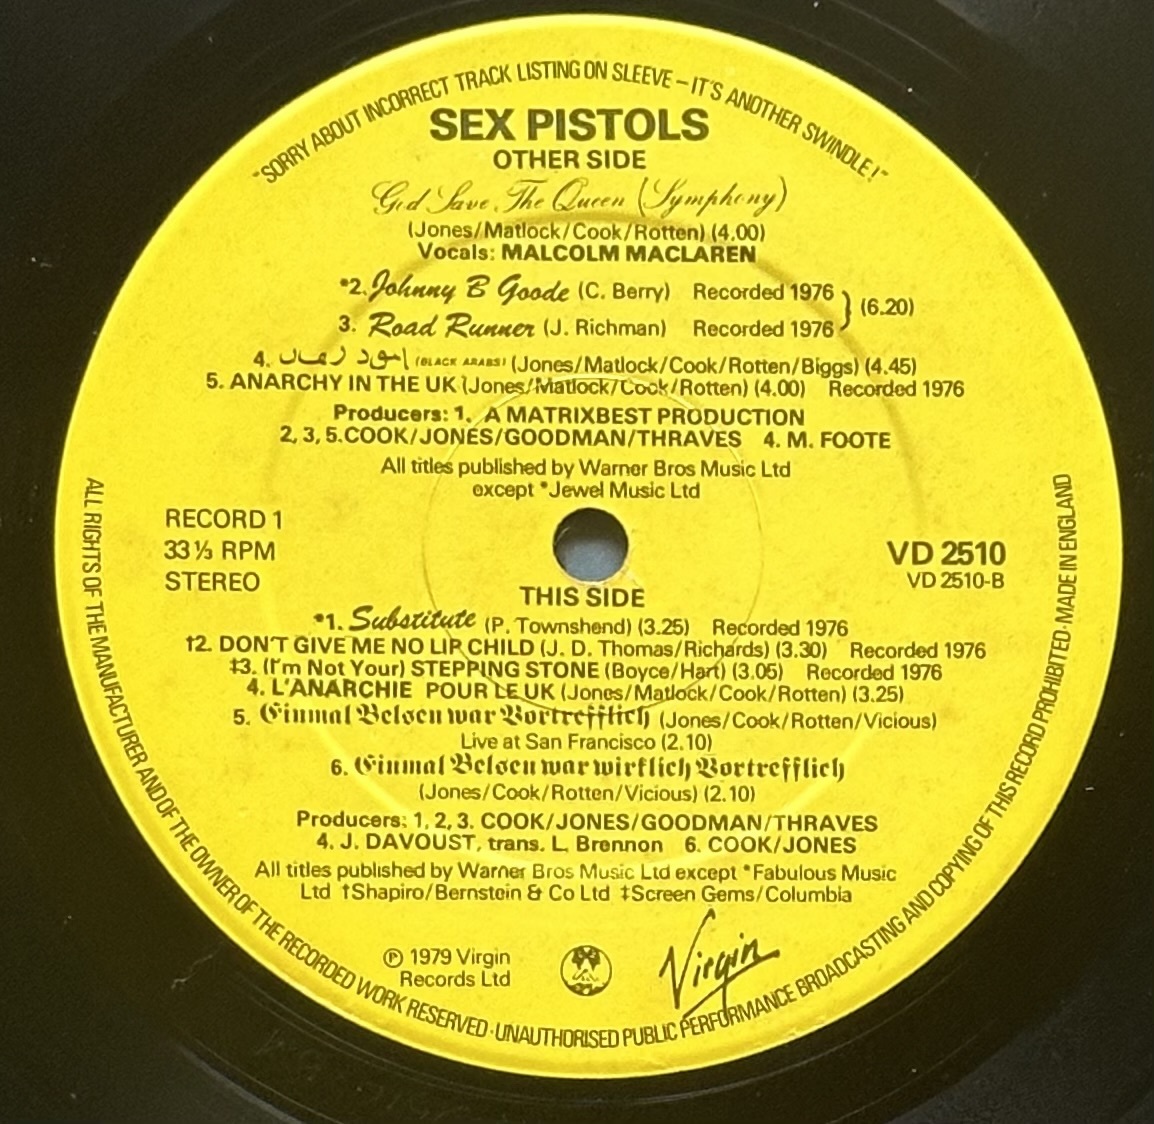 "SORRY ABOUT INCORRECT TRACK LISTING ON SLEEVE – IT'S ANOTHER SWINDLE!"
SEX PISTOLS
OTHER SIDE
God Save The Queen (Symphony)
(Jones/Matlock/Cook/Rotten) (4.00)
Vocals: MALCOLM MACLAREN
*2. Johnny B Goode (C. Berry) Recorded 1976
3. Road Runner (J. Richman) Recorded 1976 } (6.20)
4. (BLACK ARABS) (Jones/Matlock/Cook/Rotten/Biggs) (4.45)
5. ANARCHY IN THE UK (Jones/Matlock/Cook/Rotten) (4.00) Recorded 1976
Producers: 1. A MATRIXBEST PRODUCTION
2, 3, 5. COOK/JONES/GOODMAN/THRAVES 4. M. FOOTE
All titles published by Warner Bros Music Ltd
except *Jewel Music Ltd
RECORD 1
33⅓ RPM
STEREO
VD 2510
VD 2510-B
THIS SIDE
*1. Substitute (P. Townshend) (3.25) Recorded 1976
†2. DON'T GIVE ME NO LIP CHILD (J. D. Thomas/Richards) (3.30) Recorded 1976
‡3. (I'm Not Your) STEPPING STONE (Boyce/Hart) (3.05) Recorded 1976
4. L'ANARCHIE POUR LE UK (Jones/Matlock/Cook/Rotten) (3.25)
5. Einmal Belsen war Vortrefflich (Jones/Cook/Rotten/Vicious)
Live at San Francisco (2.10)
6. Einmal Belsen war wirflich Vortrefflich
(Jones/Cook/Rotten/Vicious) (2.10)
Producers: 1, 2, 3. COOK/JONES/GOODMAN/THRAVES
4. J. DAVOUST, trans. L. Brennon 6. COOK/JONES
All titles published by Warner Bros Music Ltd except *Fabulous Music
Ltd †Shapiro/Bernstein & Co Ltd ‡Screen Gems/Columbia
℗ 1979 Virgin
Records Ltd
Virgin
ALL RIGHTS OF THE MANUFACTURER AND OF THE OWNER OF THE RECORDED WORK RESERVED · UNAUTHORISED PUBLIC PERFORMANCE BROADCASTING AND COPYING OF THIS RECORD PROHIBITED · MADE IN ENGLAND